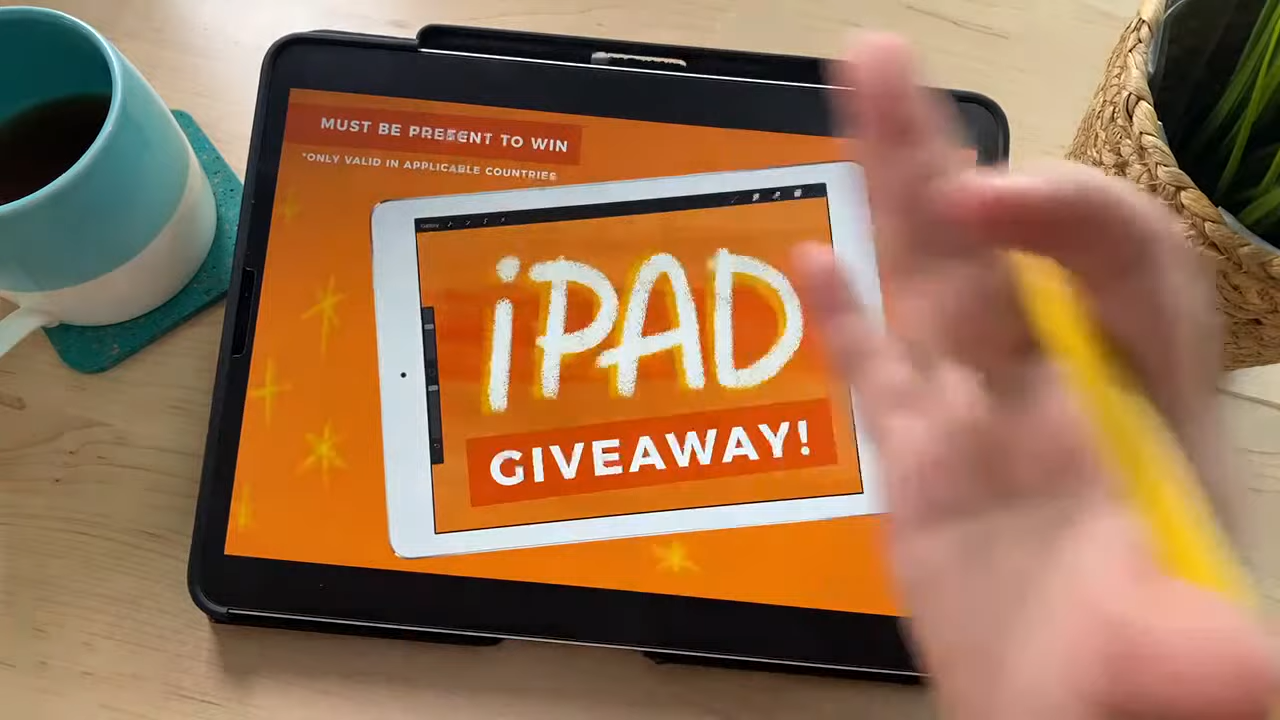 MUST BE PRESENT TO WIN
*ONLY VALID IN APPLICABLE COUNTRIES
iPAD
GIVEAWAY!